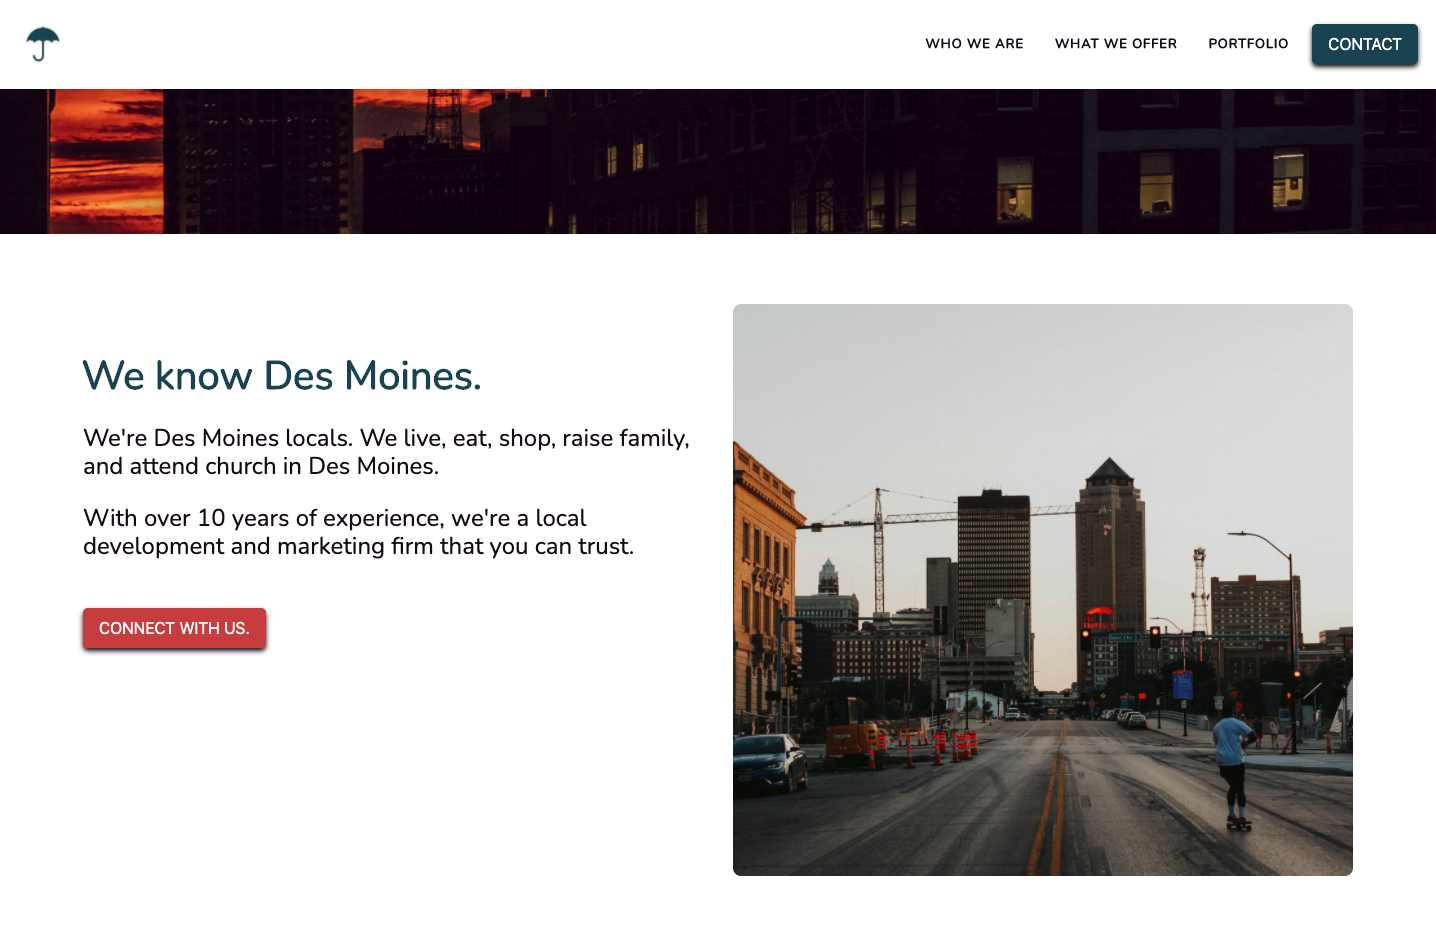 WHO WE ARE WHAT WE OFFER PORTFOLIO CONTACT
We know Des Moines.
We're Des Moines locals. We live, eat, shop, raise family,
and attend church in Des Moines.
With over 10 years of experience, we're a local
development and marketing firm that you can trust.
CONNECT WITH US.